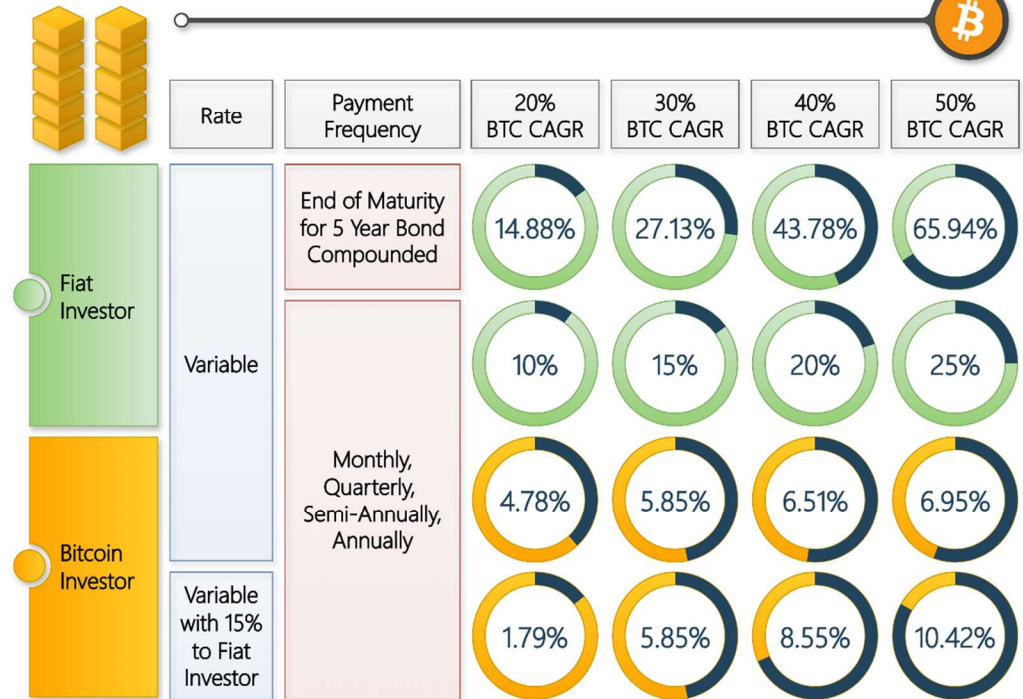 Rate
Payment
Frequency
20%
BTC CAGR
30%
BTC CAGR
40%
BTC CAGR
50%
BTC CAGR
Fiat
Investor
Variable
End of Maturity
for 5 Year Bond
Compounded
14.88%
27.13%
43.78%
65.94%
10%
15%
20%
25%
Bitcoin
Investor
Monthly,
Quarterly,
Semi-Annually,
Annually
4.78%
5.85%
6.51%
6.95%
Variable
with 15%
to Fiat
Investor
1.79%
5.85%
8.55%
10.42%